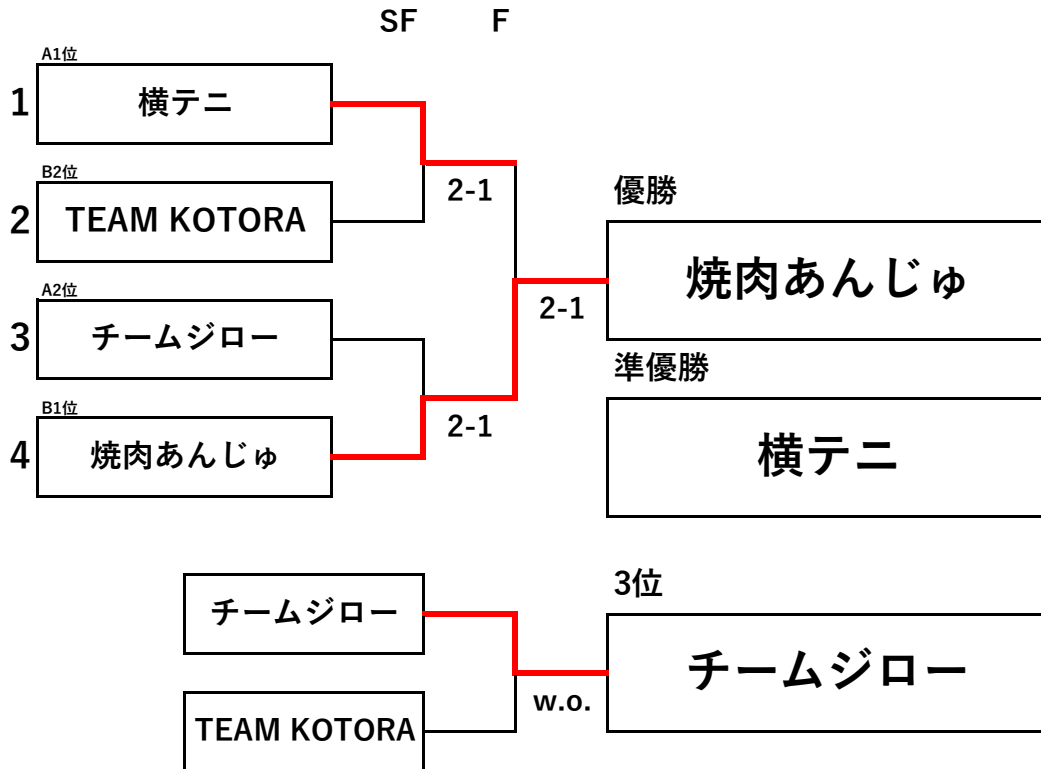 SF F
A1位
1 横テニ
B2位
2 TEAM KOTORA
2-1
A2位
3 チームジロー
B1位
4 焼肉あんじゅ
2-1
2-1
優勝
焼肉あんじゅ
準優勝
横テニ
チームジロー
TEAM KOTORA
w.o.
3位
チームジロー